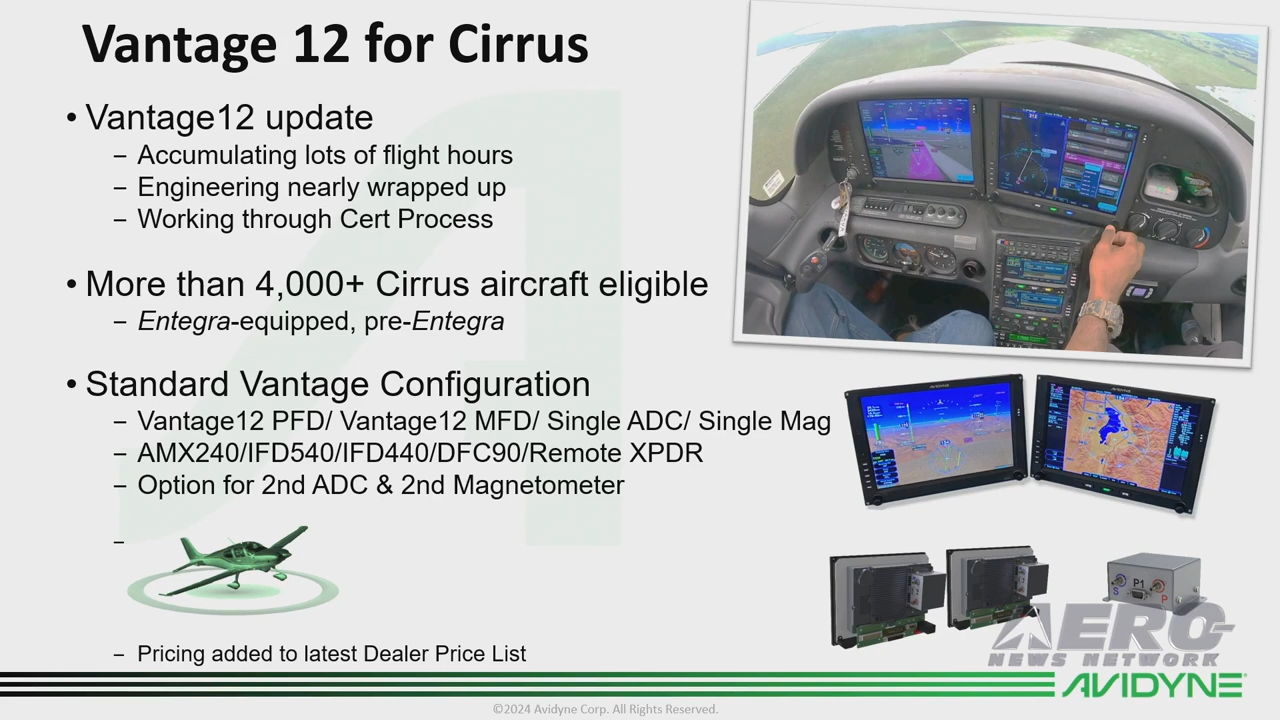 Vantage 12 for Cirrus
• Vantage12 update
– Accumulating lots of flight hours
– Engineering nearly wrapped up
– Working through Cert Process
• More than 4,000+ Cirrus aircraft eligible
– Entegra-equipped, pre-Entegra
• Standard Vantage Configuration
– Vantage12 PFD/ Vantage12 MFD/ Single ADC/ Single Mag
– AMX240/IFD540/IFD440/DFC90/Remote XPDR
– Option for 2nd ADC & 2nd Magnetometer
–
– Pricing added to latest Dealer Price List
AVIDYNE
AVIDYNE
P1
S
P
AERO-
NEWS NETWORK
AVIDYNE
©2024 Avidyne Corp. All Rights Reserved.